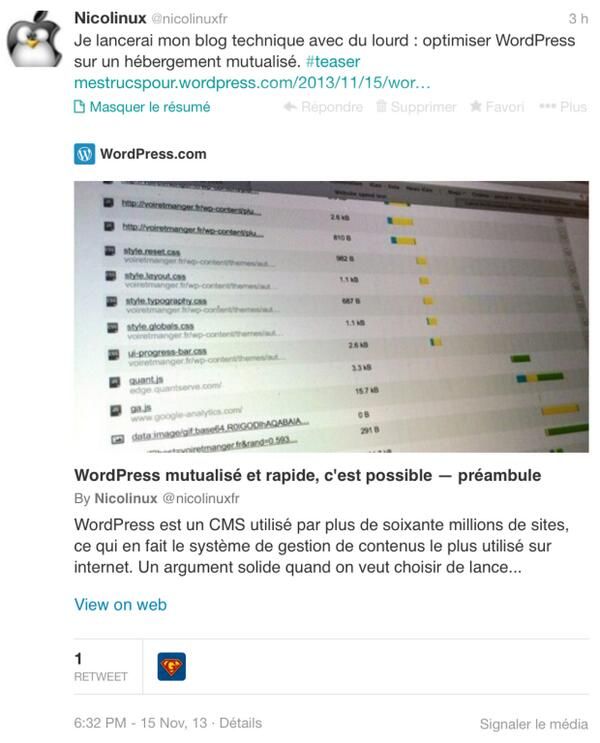 Nicolinux @nicolinuxfr 3 h
Je lancerai mon blog technique avec du lourd : optimiser WordPress
sur un hébergement mutualisé. #teaser
mestrucspour.wordpress.com/2013/11/15/wor…
Masquer le résumé Répondre Supprimer Favori Plus
WordPress.com
http://voiretmanger.fr/wp-content/plu...
2.6 kB
http://voiretmanger.fr/wp-content/plu...
810 B
style.reset.css
voiretmanger.fr/wp-content/themes/aut...
982 B
style.layout.css
voiretmanger.fr/wp-content/themes/aut...
1.1 kB
style.typography.css
voiretmanger.fr/wp-content/themes/aut...
687 B
style.globals.css
voiretmanger.fr/wp-content/themes/aut...
1.1 kB
ui-progress-bar.css
voiretmanger.fr/wp-content/themes/aut...
2.6 kB
quant.js
edge.quantserve.com/
3.3 kB
ga.js
www.google-analytics.com/
15.7 kB
data:image/gif;base64,R0lGODlhAQABAIA...
0 B
291 B
WordPress mutualisé et rapide, c'est possible — préambule
By Nicolinux @nicolinuxfr
WordPress est un CMS utilisé par plus de soixante millions de sites,
ce qui en fait le système de gestion de contenus le plus utilisé sur
internet. Un argument solide quand on veut choisir de lance...
View on web
1
RETWEET
6:32 PM - 15 Nov, 13 · Détails
Signaler le média